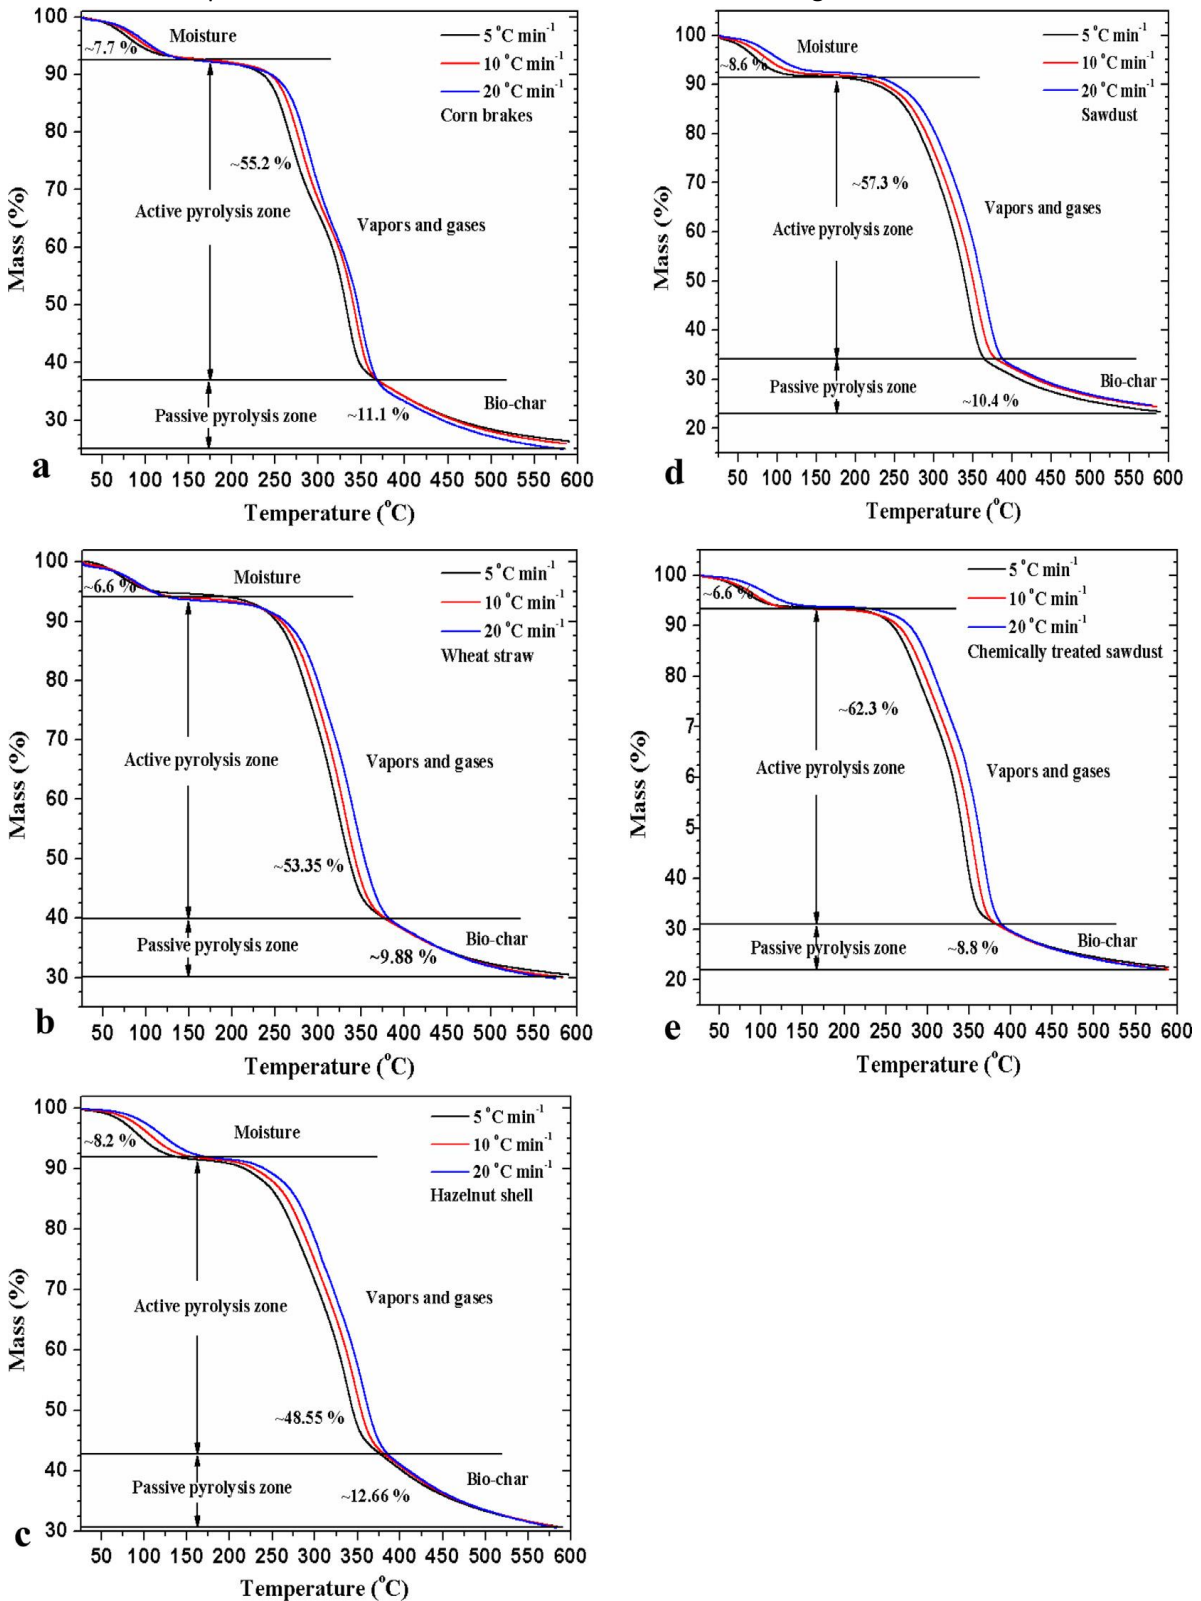 100
90
80
70
60
50
40
30
Mass (%)
~7.7 %
Moisture
5 °C min-1
10 °C min-1
20 °C min-1
Corn brakes
~55.2 %
Active pyrolysis zone
Vapors and gases
Passive pyrolysis zone
~11.1 %
Bio-char
a
50 100 150 200 250 300 350 400 450 500 550 600
Temperature (°C)
100
90
80
70
60
50
40
30
20
Mass (%)
~8.6 %
Moisture
5 °C min-1
10 °C min-1
20 °C min-1
Sawdust
~57.3 %
Active pyrolysis zone
Vapors and gases
Passive pyrolysis zone
~10.4 %
Bio-char
d
50 100 150 200 250 300 350 400 450 500 550 600
Temperature (°C)
100
90
80
70
60
50
40
30
Mass (%)
~6.6 %
Moisture
5 °C min-1
10 °C min-1
20 °C min-1
Wheat straw
Active pyrolysis zone
Vapors and gases
~53.35 %
Passive pyrolysis zone
~9.88 %
Bio-char
b
50 100 150 200 250 300 350 400 450 500 550 600
Temperature (°C)
100
90
80
7
6
5
40
30
20
Mass (%)
~6.6 %
Moisture
5 °C min-1
10 °C min-1
20 °C min-1
Chemically treated sawdust
~62.3 %
Active pyrolysis zone
Vapors and gases
Passive pyrolysis zone
~8.8 %
Bio-char
e
50 100 150 200 250 300 350 400 450 500 550 600
Temperature (°C)
100
90
80
70
60
50
40
30
Mass (%)
~8.2 %
Moisture
5 °C min-1
10 °C min-1
20 °C min-1
Hazelnut shell
Active pyrolysis zone
Vapors and gases
~48.55 %
Passive pyrolysis zone
~12.66 %
Bio-char
c
50 100 150 200 250 300 350 400 450 500 550 600
Temperature (°C)